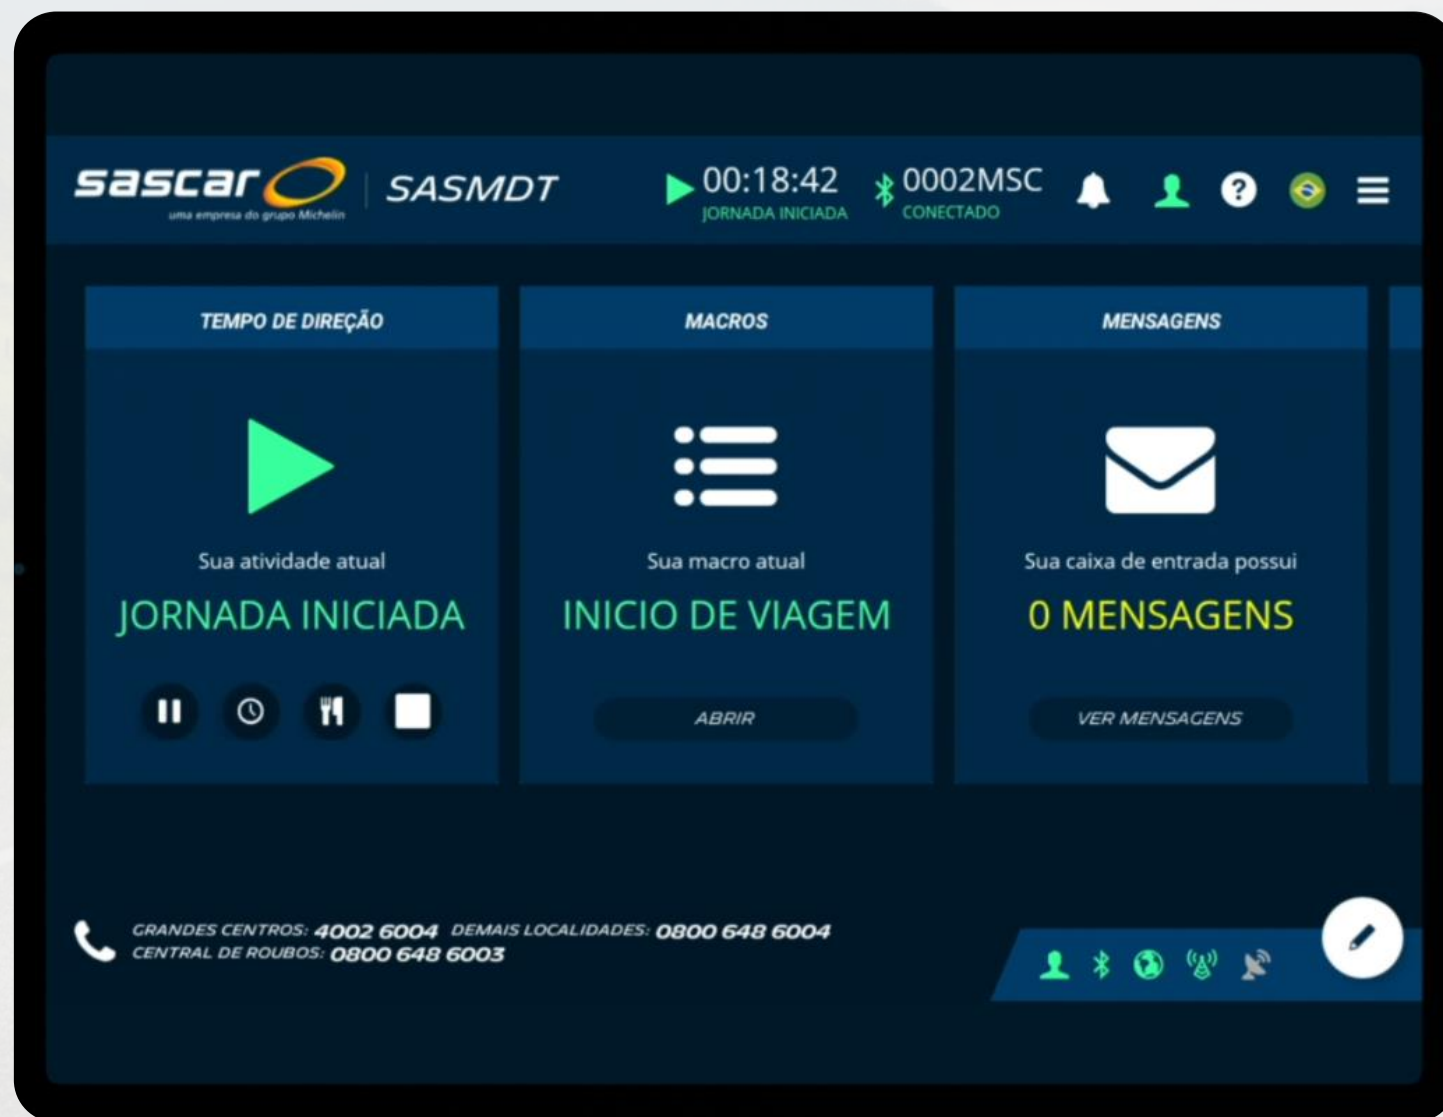 sascar
uma empresa do grupo Michelin
SASMDT
00:18:42
JORNADA INICIADA
0002MSC
CONECTADO
?
TEMPO DE DIREÇÃO
Sua atividade atual
JORNADA INICIADA
MACROS
Sua macro atual
INICIO DE VIAGEM
ABRIR
MENSAGENS
Sua caixa de entrada possui
0 MENSAGENS
VER MENSAGENS
GRANDES CENTROS: 4002 6004 DEMAIS LOCALIDADES: 0800 648 6004
CENTRAL DE ROUBOS: 0800 648 6003